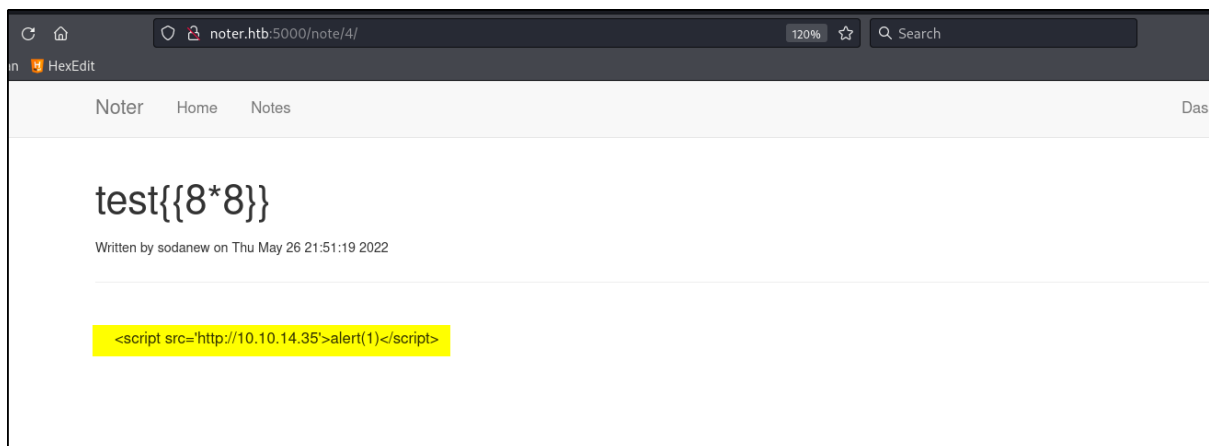 noter.htb:5000/note/4/ 120% Search
HexEdit
Noter Home Notes
test{{8*8}}
Written by sodanew on Thu May 26 21:51:19 2022
<script src='http://10.10.14.35'>alert(1)</script>